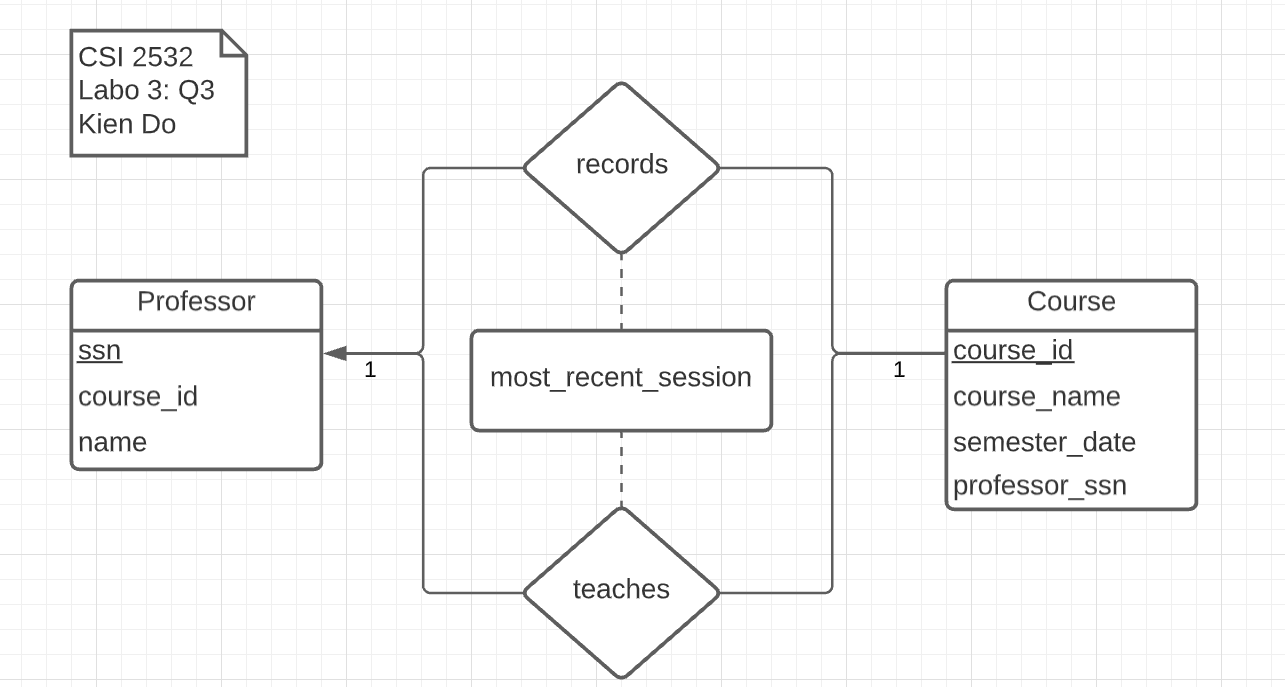 CSI 2532
Labo 3: Q3
Kien Do
records
Professor
ssn
course_id
name
1
most_recent_session
1
Course
course_id
course_name
semester_date
professor_ssn
teaches